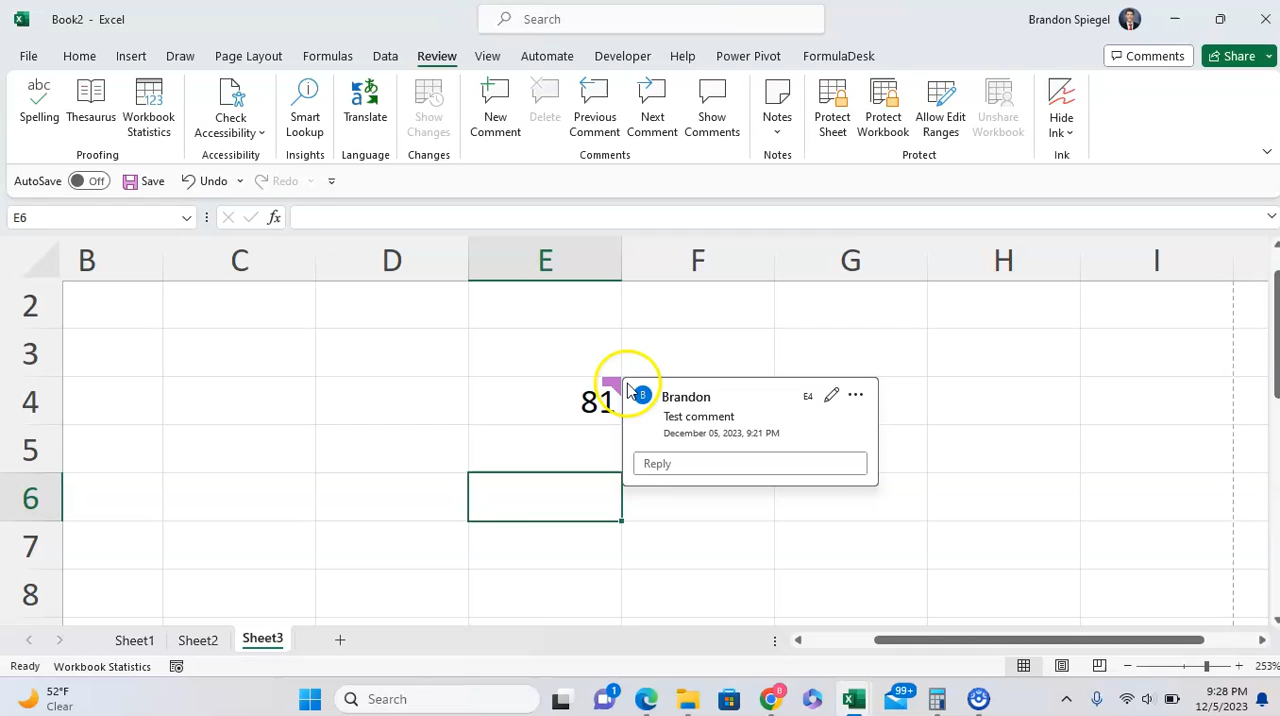 Book2 - Excel
Search
Brandon Spiegel
File Home Insert Draw Page Layout Formulas Data Review View Automate Developer Help Power Pivot FormulaDesk Comments Share
abc
Spelling
Thesaurus
123
Workbook Statistics
Check Accessibility
Smart Lookup
Translate
Show Changes
New Comment
Delete
Previous Comment
Next Comment
Show Comments
Notes
Protect Sheet
Protect Workbook
Allow Edit Ranges
Unshare Workbook
Hide Ink
Proofing Accessibility Insights Language Changes Comments Notes Protect Ink
AutoSave Off Save Undo Redo
E6 fx
B C D E F G H I
2
3
4 81
5
6
7
8
B Brandon E4
Test comment
December 05, 2023, 9:21 PM
Reply
Sheet1 Sheet2 Sheet3 +
Ready Workbook Statistics 253%
52°F
Clear
Search
1
B
99+
9:28 PM
12/5/2023